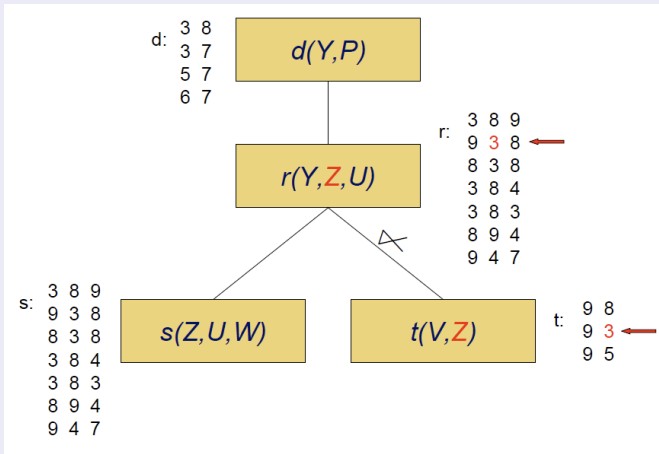 d:
3 8
3 7
5 7
6 7
d(Y,P)
r:
3 8 9
9 3 8
8 3 8
3 8 4
3 8 3
8 9 4
9 4 7
r(Y,Z,U)
s:
3 8 9
9 3 8
8 3 8
3 8 4
3 8 3
8 9 4
9 4 7
s(Z,U,W)
t(V,Z)
t:
9 8
9 3
9 5